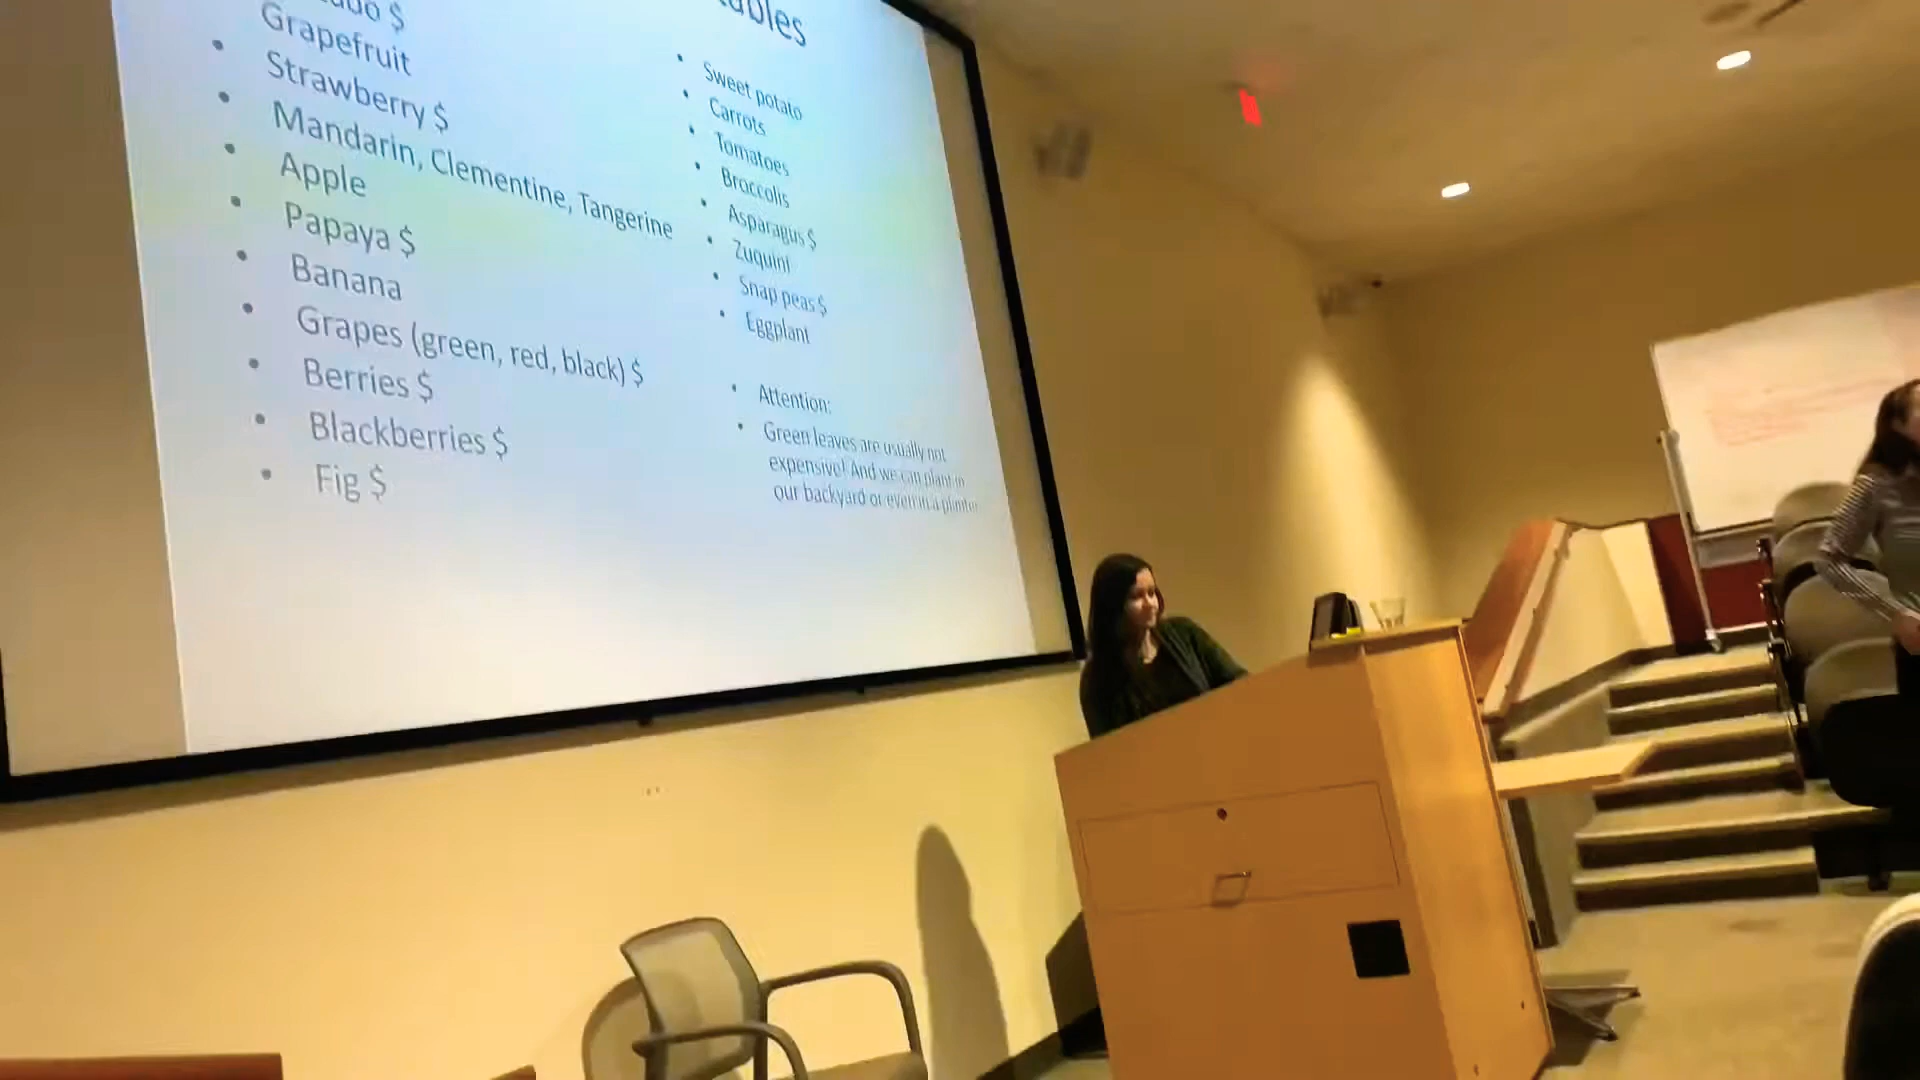 Grapefruit
Strawberry $
Mandarin, Clementine, Tangerine
Apple
Papaya $
Banana
Grapes (green, red, black) $
Berries $
Blackberries $
Fig $
Sweet potato
Carrots
Tomatoes
Broccolis
Asparagus $
Zuquini
Snap peas $
Eggplant
Attention:
Green leaves are usually not
expensive! And we can plant in
our backyard or even in a planter